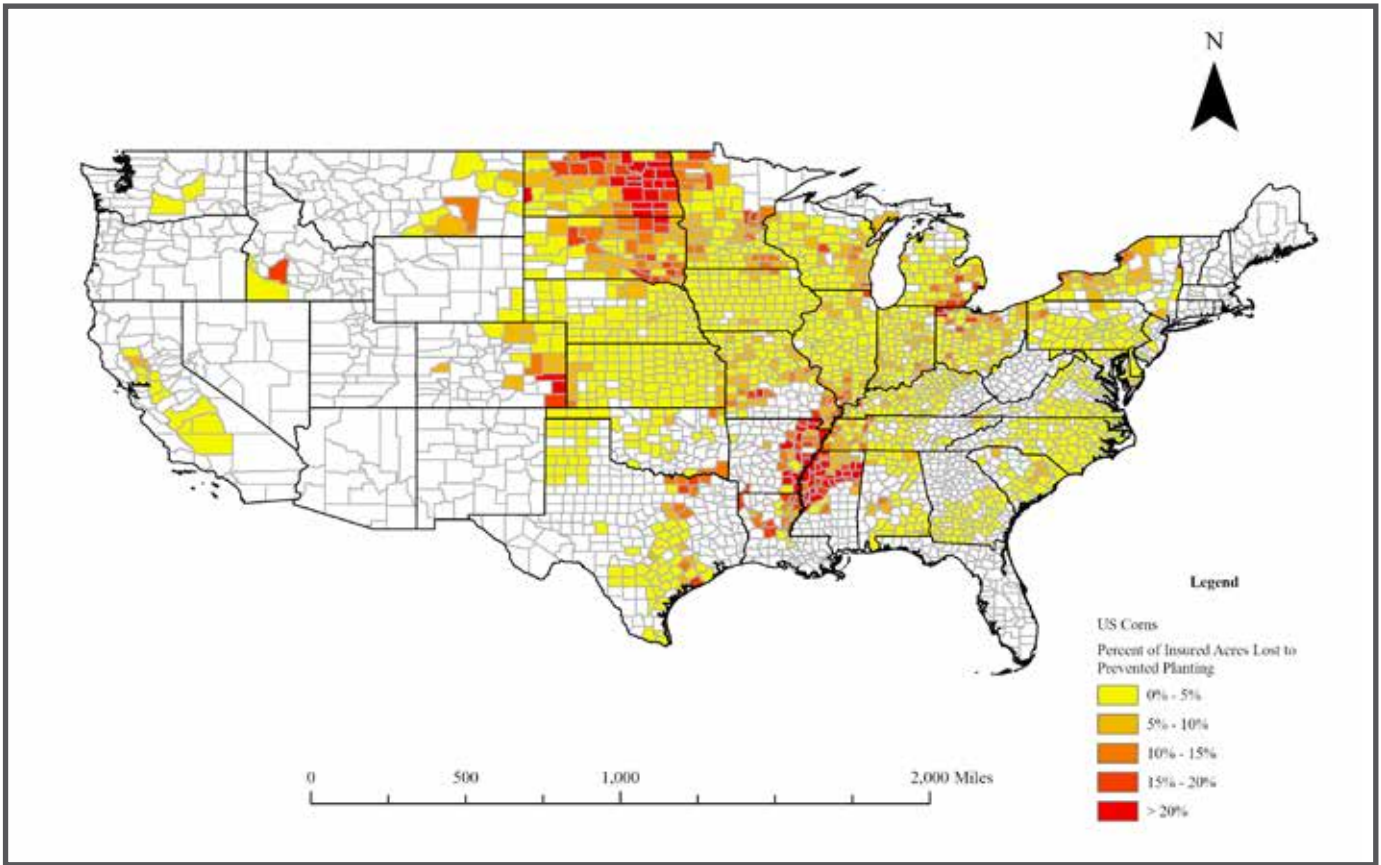 N
Legend
US Corns
Percent of Insured Acres Lost to
Prevented Planting
0% - 5%
5% - 10%
10% - 15%
15% - 20%
> 20%
0 500 1,000 2,000 Miles